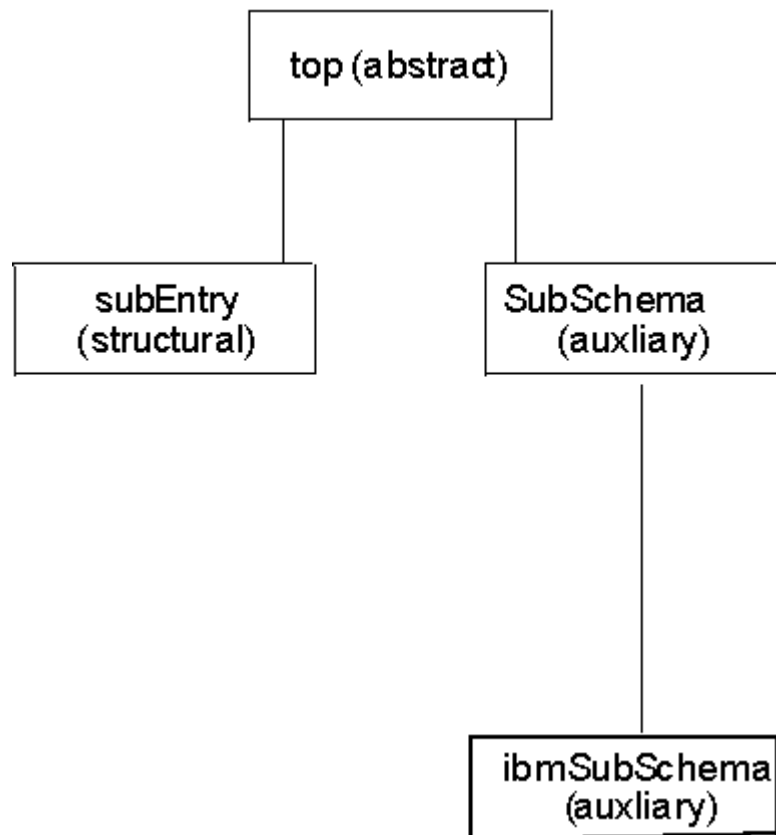 top (abstract)
subEntry
(structural)
SubSchema
(auxliary)
ibmSubSchema
(auxliary)